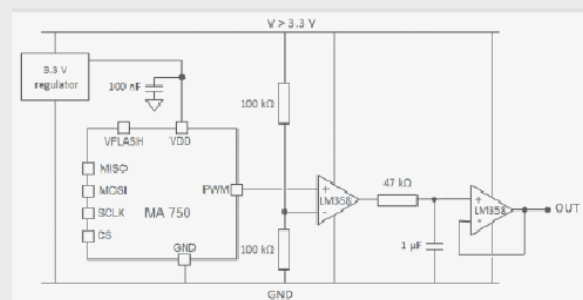 V > 3.3 V
3.3 V
regulator
100 nF
100 kΩ
VFLASH
VDD
MISO
MOSI
SCLK
CS
MA 750
PWM
GND
LM358
47 kΩ
LM358
OUT
100 kΩ
1 µF
GND